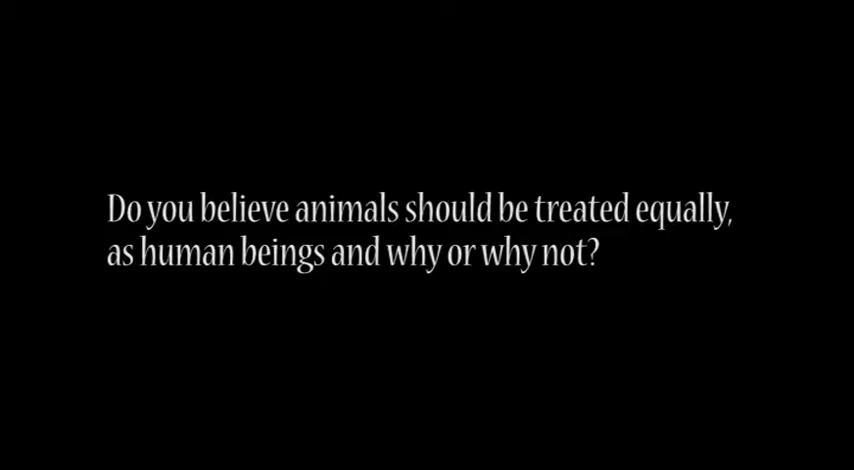 Do you believe animals should be treated equally,
as human beings and why or why not?